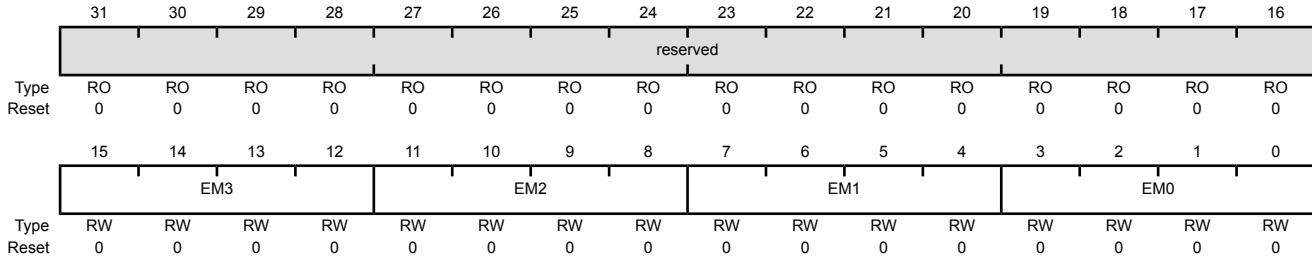 31 30 29 28 27 26 25 24 23 22 21 20 19 18 17 16
reserved
Type RO RO RO RO RO RO RO RO RO RO RO RO RO RO RO RO
Reset 0 0 0 0 0 0 0 0 0 0 0 0 0 0 0 0
15 14 13 12 11 10 9 8 7 6 5 4 3 2 1 0
EM3 EM2 EM1 EM0
Type RW RW RW RW RW RW RW RW RW RW RW RW RW RW RW RW
Reset 0 0 0 0 0 0 0 0 0 0 0 0 0 0 0 0